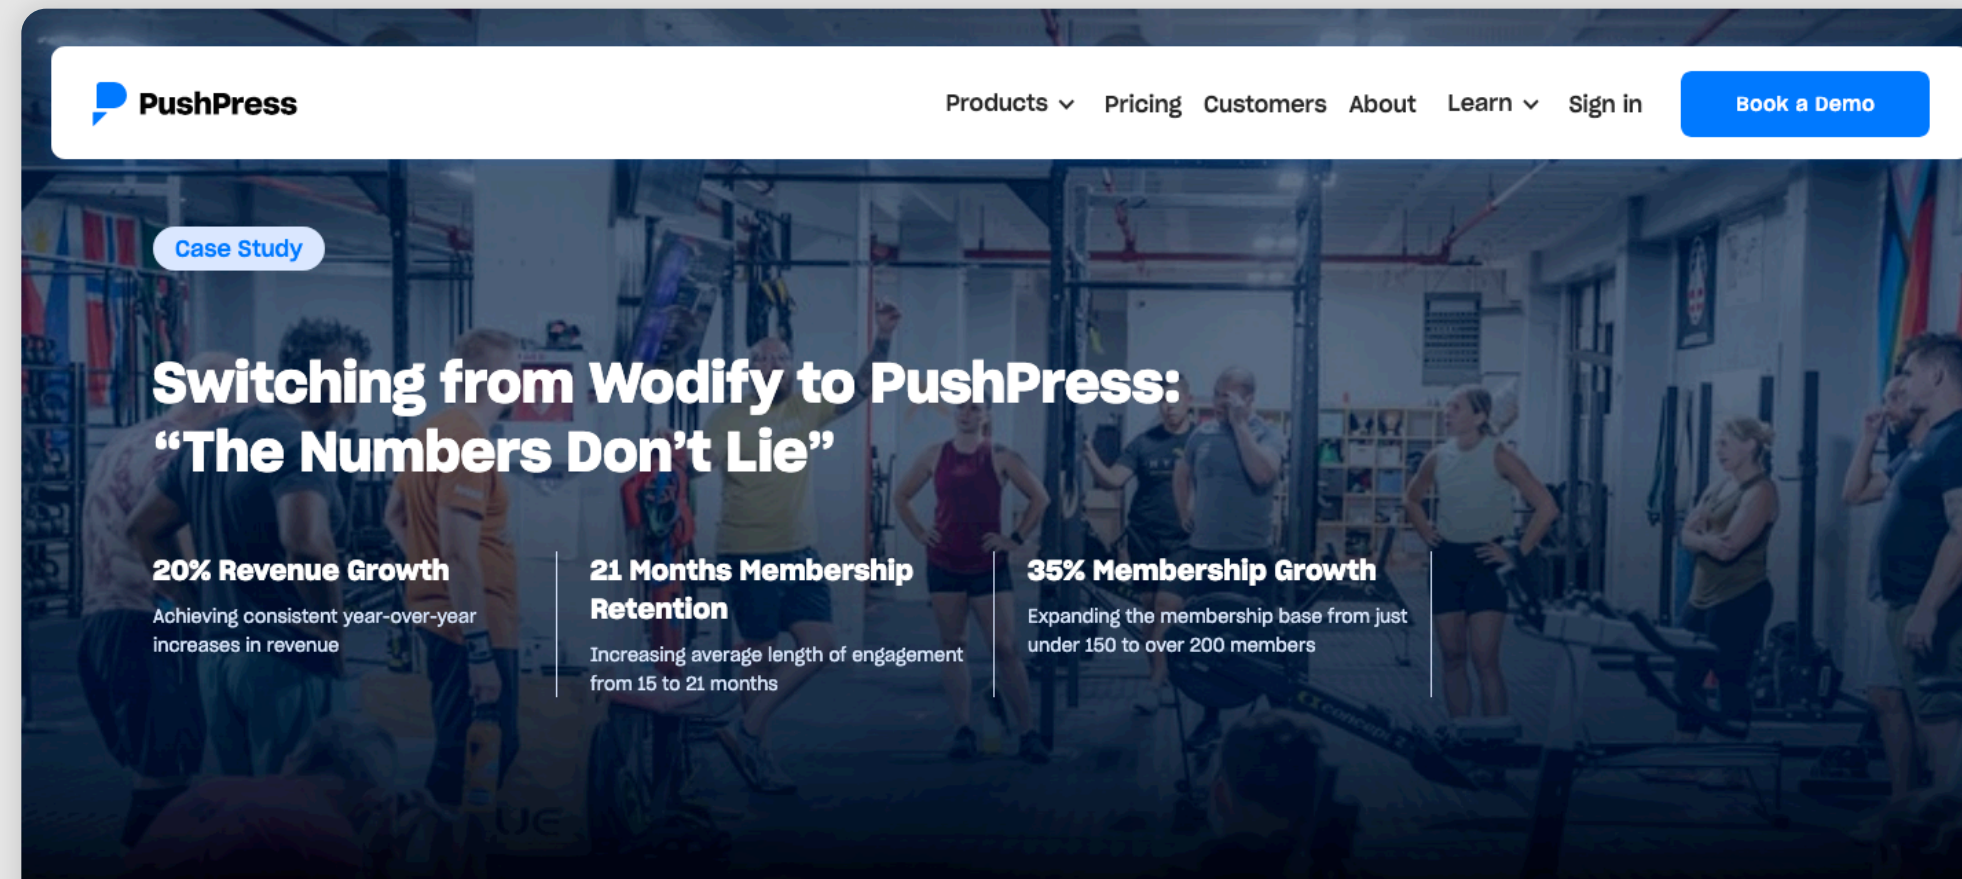 PushPress
Products
Pricing
Customers
About
Learn
Sign in
Book a Demo
Case Study
Switching from Wodify to PushPress:
“The Numbers Don’t Lie”
20% Revenue Growth
Achieving consistent year-over-year
increases in revenue
21 Months Membership
Retention
Increasing average length of engagement
from 15 to 21 months
35% Membership Growth
Expanding the membership base from just
under 150 to over 200 members
concept 2